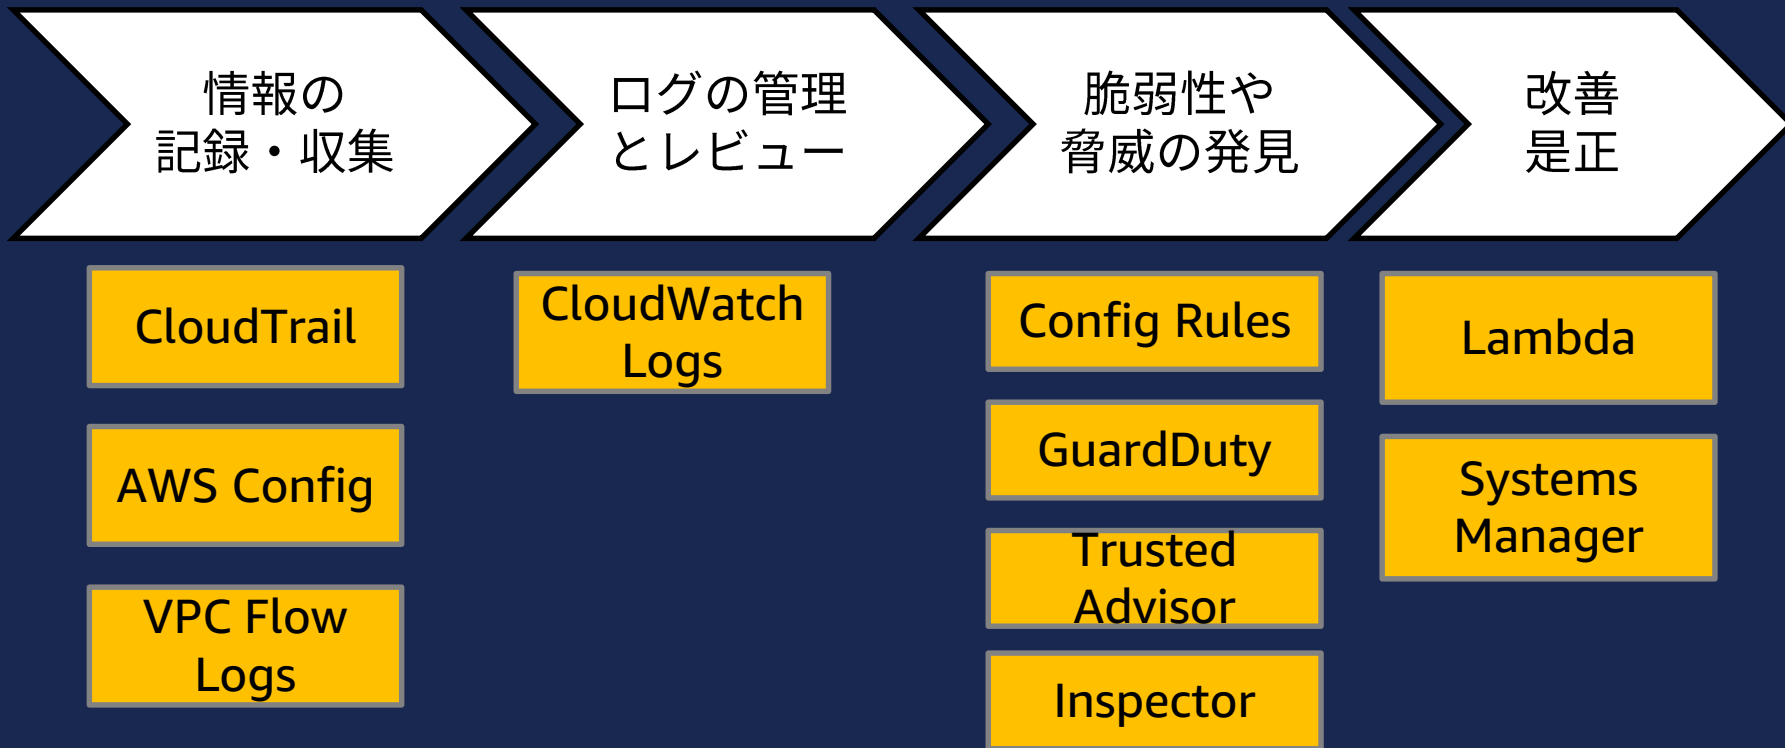 情報の
記録・収集
ログの管理
とレビュー
脆弱性や
脅威の発見
改善
是正
CloudTrail
AWS Config
VPC Flow
Logs
CloudWatch
Logs
Config Rules
GuardDuty
Trusted
Advisor
Inspector
Lambda
Systems
Manager